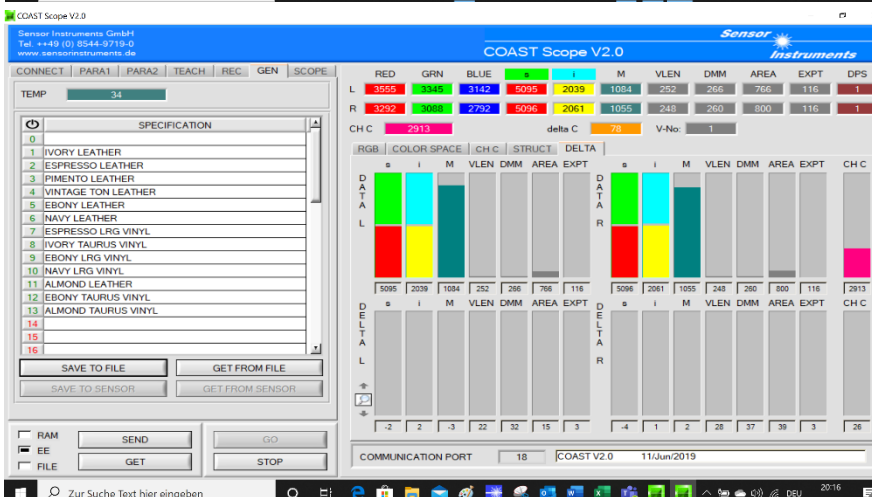 COAST Scope V2.0
Sensor Instruments GmbH
Tel. ++49 (0) 8544-9719-0
www.sensorinstruments.de
COAST Scope V2.0
Sensor Instruments
CONNECT PARA1 PARA2 TEACH REC GEN SCOPE
TEMP 34
SPECIFICATION
0
1 IVORY LEATHER
2 ESPRESSO LEATHER
3 PIMENTO LEATHER
4 VINTAGE TON LEATHER
5 EBONY LEATHER
6 NAVY LEATHER
7 ESPRESSO LRG VINYL
8 IVORY TAURUS VINYL
9 EBONY LRG VINYL
10 NAVY LRG VINYL
11 ALMOND LEATHER
12 EBONY TAURUS VINYL
13 ALMOND TAURUS VINYL
14
15
16
SAVE TO FILE GET FROM FILE
SAVE TO SENSOR GET FROM SENSOR
RAM
EE
FILE
SEND GO
GET STOP
RED GRN BLUE s i M VLEN DMM AREA EXPT DPS
L 3555 3345 3142 5095 2039 1084 252 266 766 116 1
R 3292 3088 2792 5096 2061 1055 248 260 800 116 1
CH C 2913 delta C 78 V-No: 1
RGB COLOR SPACE CH C STRUCT DELTA
s i M VLEN DMM AREA EXPT s i M VLEN DMM AREA EXPT CH C
DATA L
DATA R
5095 2039 1084 252 266 766 116 5096 2061 1055 248 260 800 116 2913
s i M VLEN DMM AREA EXPT s i M VLEN DMM AREA EXPT CH C
DELTA L
DELTA R
-2 2 -3 22 32 15 3 -4 1 2 28 37 39 3 26
COMMUNICATION PORT 18 COAST V2.0 11/Jun/2019
Zur Suche Text hier eingeben
DEU 20:16